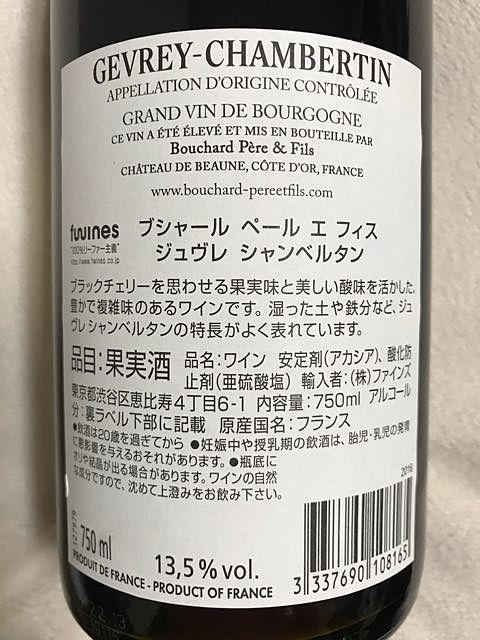 GEVREY-CHAMBERTIN
APPELLATION D'ORIGINE CONTRÔLÉE
GRAND VIN DE BOURGOGNE
CE VIN A ÉTÉ ÉLEVÉ ET MIS EN BOUTEILLE PAR
Bouchard Père & Fils
CHÂTEAU DE BEAUNE, CÔTE D'OR, FRANCE
www.bouchard-pereetfils.com
fwines
"100%リーファー主義"
http://www.fwines.co.jp
ブシャール ペール エ フィス
ジュヴレ シャンベルタン
ブラックチェリーを思わせる果実味と美しい酸味を活かした、
豊かで複雑味のあるワインです。湿った土や鉄分など、ジュ
ヴレ シャンベルタンの特長がよく表れています。
品目:果実酒 品名:ワイン 安定剤(アカシア)、酸化防
止剤(亜硫酸塩) 輸入者:(株)ファインズ
東京都渋谷区恵比寿4丁目6-1 内容量:750ml アルコール
分:裏ラベル下部に記載 原産国名:フランス
●飲酒は20歳を過ぎてから ●妊娠中や授乳期の飲酒は、胎児・乳児の発育
に悪影響を与えるおそれがあります。 ●瓶底に
オリや結晶が出る場合があります。ワインの自然
な成分ですので、沈めて上澄みをお飲み下さい。
2016
750 ml
13,5% vol.
PRODUIT DE FRANCE - PRODUCT OF FRANCE
3 337690 108165